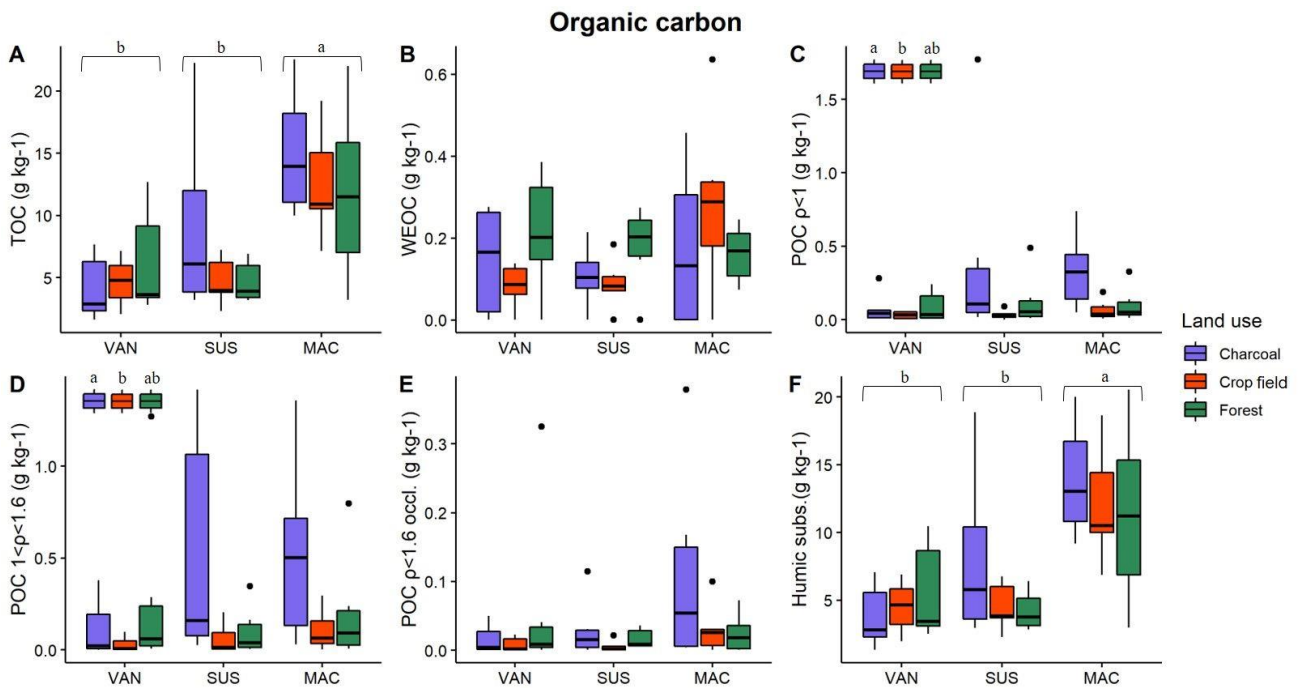 Organic carbon
A
b
b
a
TOC (g kg-1)
20
15
10
5
VAN
SUS
MAC
B
WEOC (g kg-1)
0.6
0.4
0.2
0.0
VAN
SUS
MAC
C
a
b
ab
POC ρ<1 (g kg-1)
1.5
1.0
0.5
0.0
VAN
SUS
MAC
D
a
b
ab
POC 1<ρ<1.6 (g kg-1)
1.0
0.5
0.0
VAN
SUS
MAC
E
POC ρ<1.6 occl. (g kg-1)
0.3
0.2
0.1
0.0
VAN
SUS
MAC
F
b
b
a
Humic subs.(g kg-1)
20
15
10
5
VAN
SUS
MAC
Land use
Charcoal
Crop field
Forest